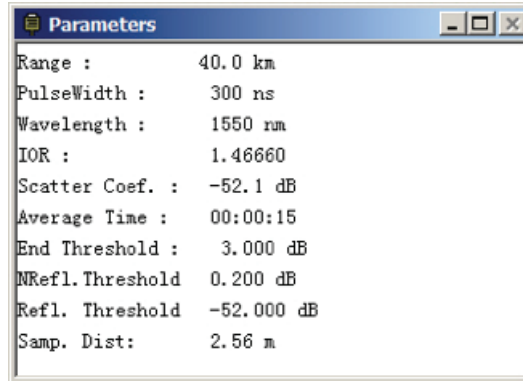 Parameters
Range : 40.0 km
PulseWidth : 300 ns
Wavelength : 1550 nm
IOR : 1.46660
Scatter Coef. : -52.1 dB
Average Time : 00:00:15
End Threshold : 3.000 dB
NRefl.Threshold 0.200 dB
Refl. Threshold -52.000 dB
Samp. Dist: 2.56 m